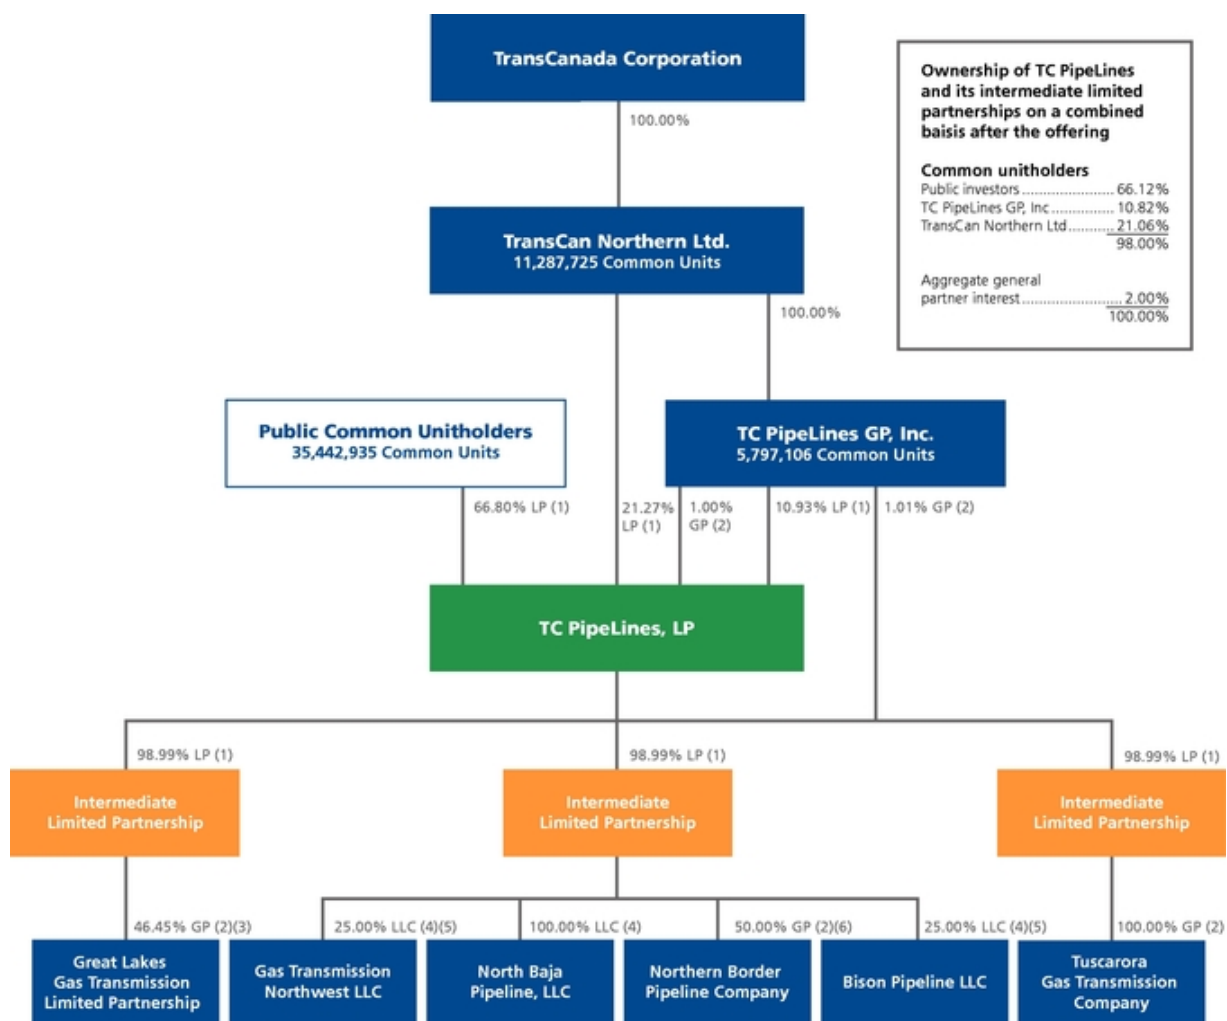 TransCanada Corporation
100.00%
Ownership of TC PipeLines
and its intermediate limited
partnerships on a combined
baisis after the offering
Common unitholders
Public investors ...................... 66.12%
TC PipeLines GP, Inc ............... 10.82%
TransCan Northern Ltd ........... 21.06%
98.00%
Aggregate general
partner interest ........................ 2.00%
100.00%
TransCan Northern Ltd.
11,287,725 Common Units
100.00%
Public Common Unitholders
35,442,935 Common Units
TC PipeLines GP, Inc.
5,797,106 Common Units
66.80% LP (1)
21.27%
LP (1)
1.00%
GP (2)
10.93% LP (1)
1.01% GP (2)
TC PipeLines, LP
98.99% LP (1)
98.99% LP (1)
98.99% LP (1)
Intermediate
Limited Partnership
Intermediate
Limited Partnership
Intermediate
Limited Partnership
46.45% GP (2)(3)
25.00% LLC (4)(5)
100.00% LLC (4)
50.00% GP (2)(6)
25.00% LLC (4)(5)
100.00% GP (2)
Great Lakes
Gas Transmission
Limited Partnership
Gas Transmission
Northwest LLC
North Baja
Pipeline, LLC
Northern Border
Pipeline Company
Bison Pipeline LLC
Tuscarora
Gas Transmission
Company